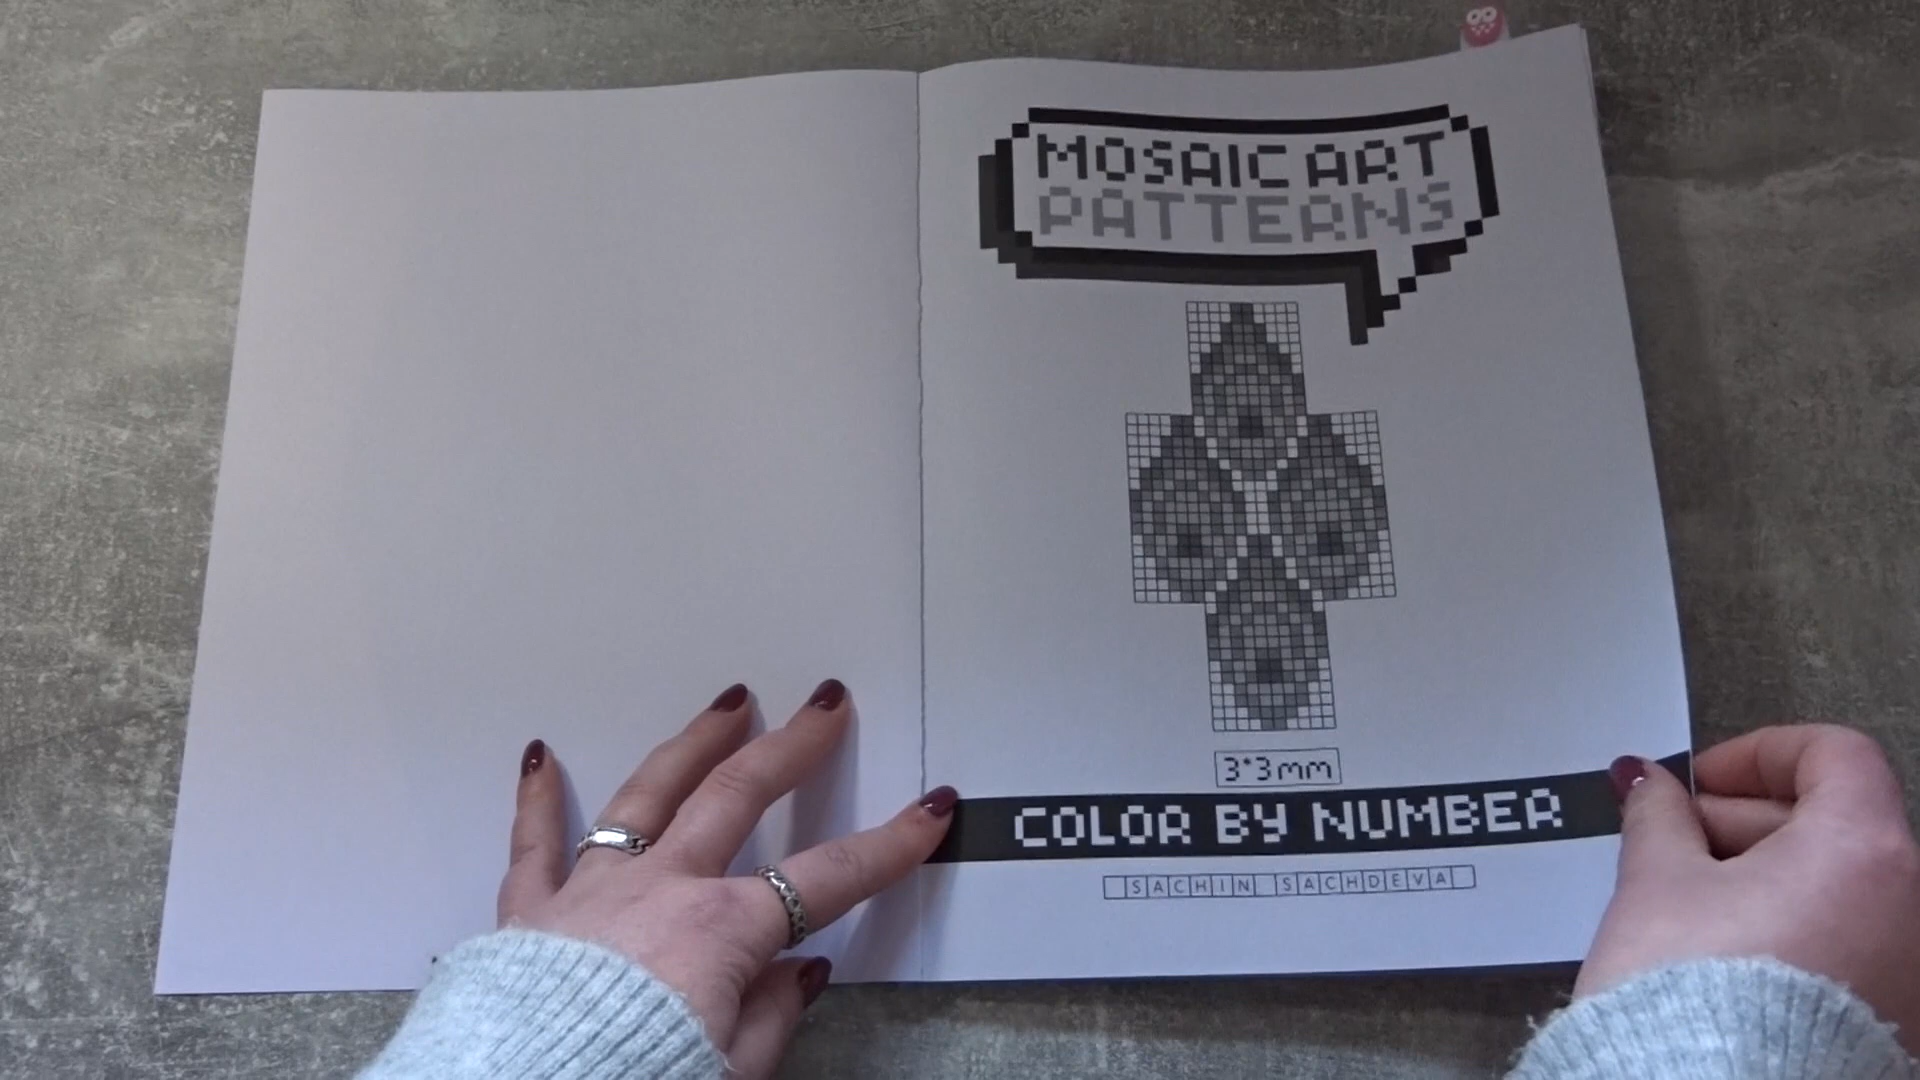 MOSAIC ART
PATTERNS
3*3mm
COLOR BY NUMBER
SACHIN SACHDEVA